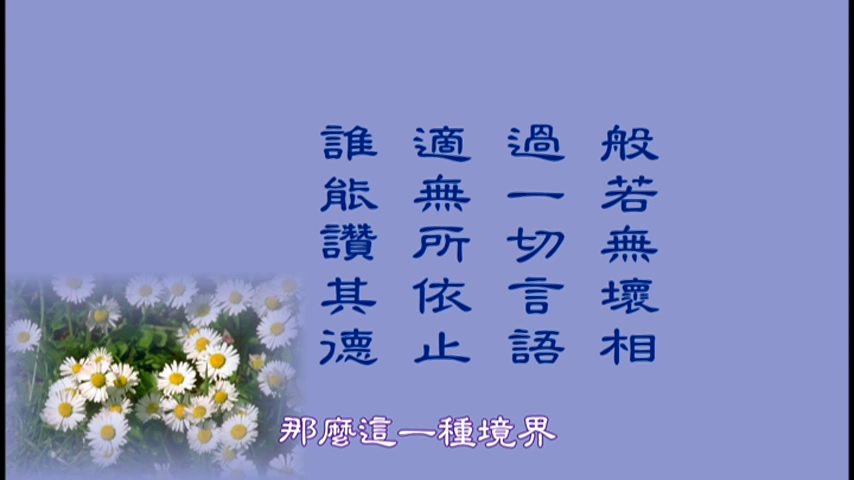 般若無壞相
過一切言語
適無所依止
誰能讚其德
那麼這一種境界